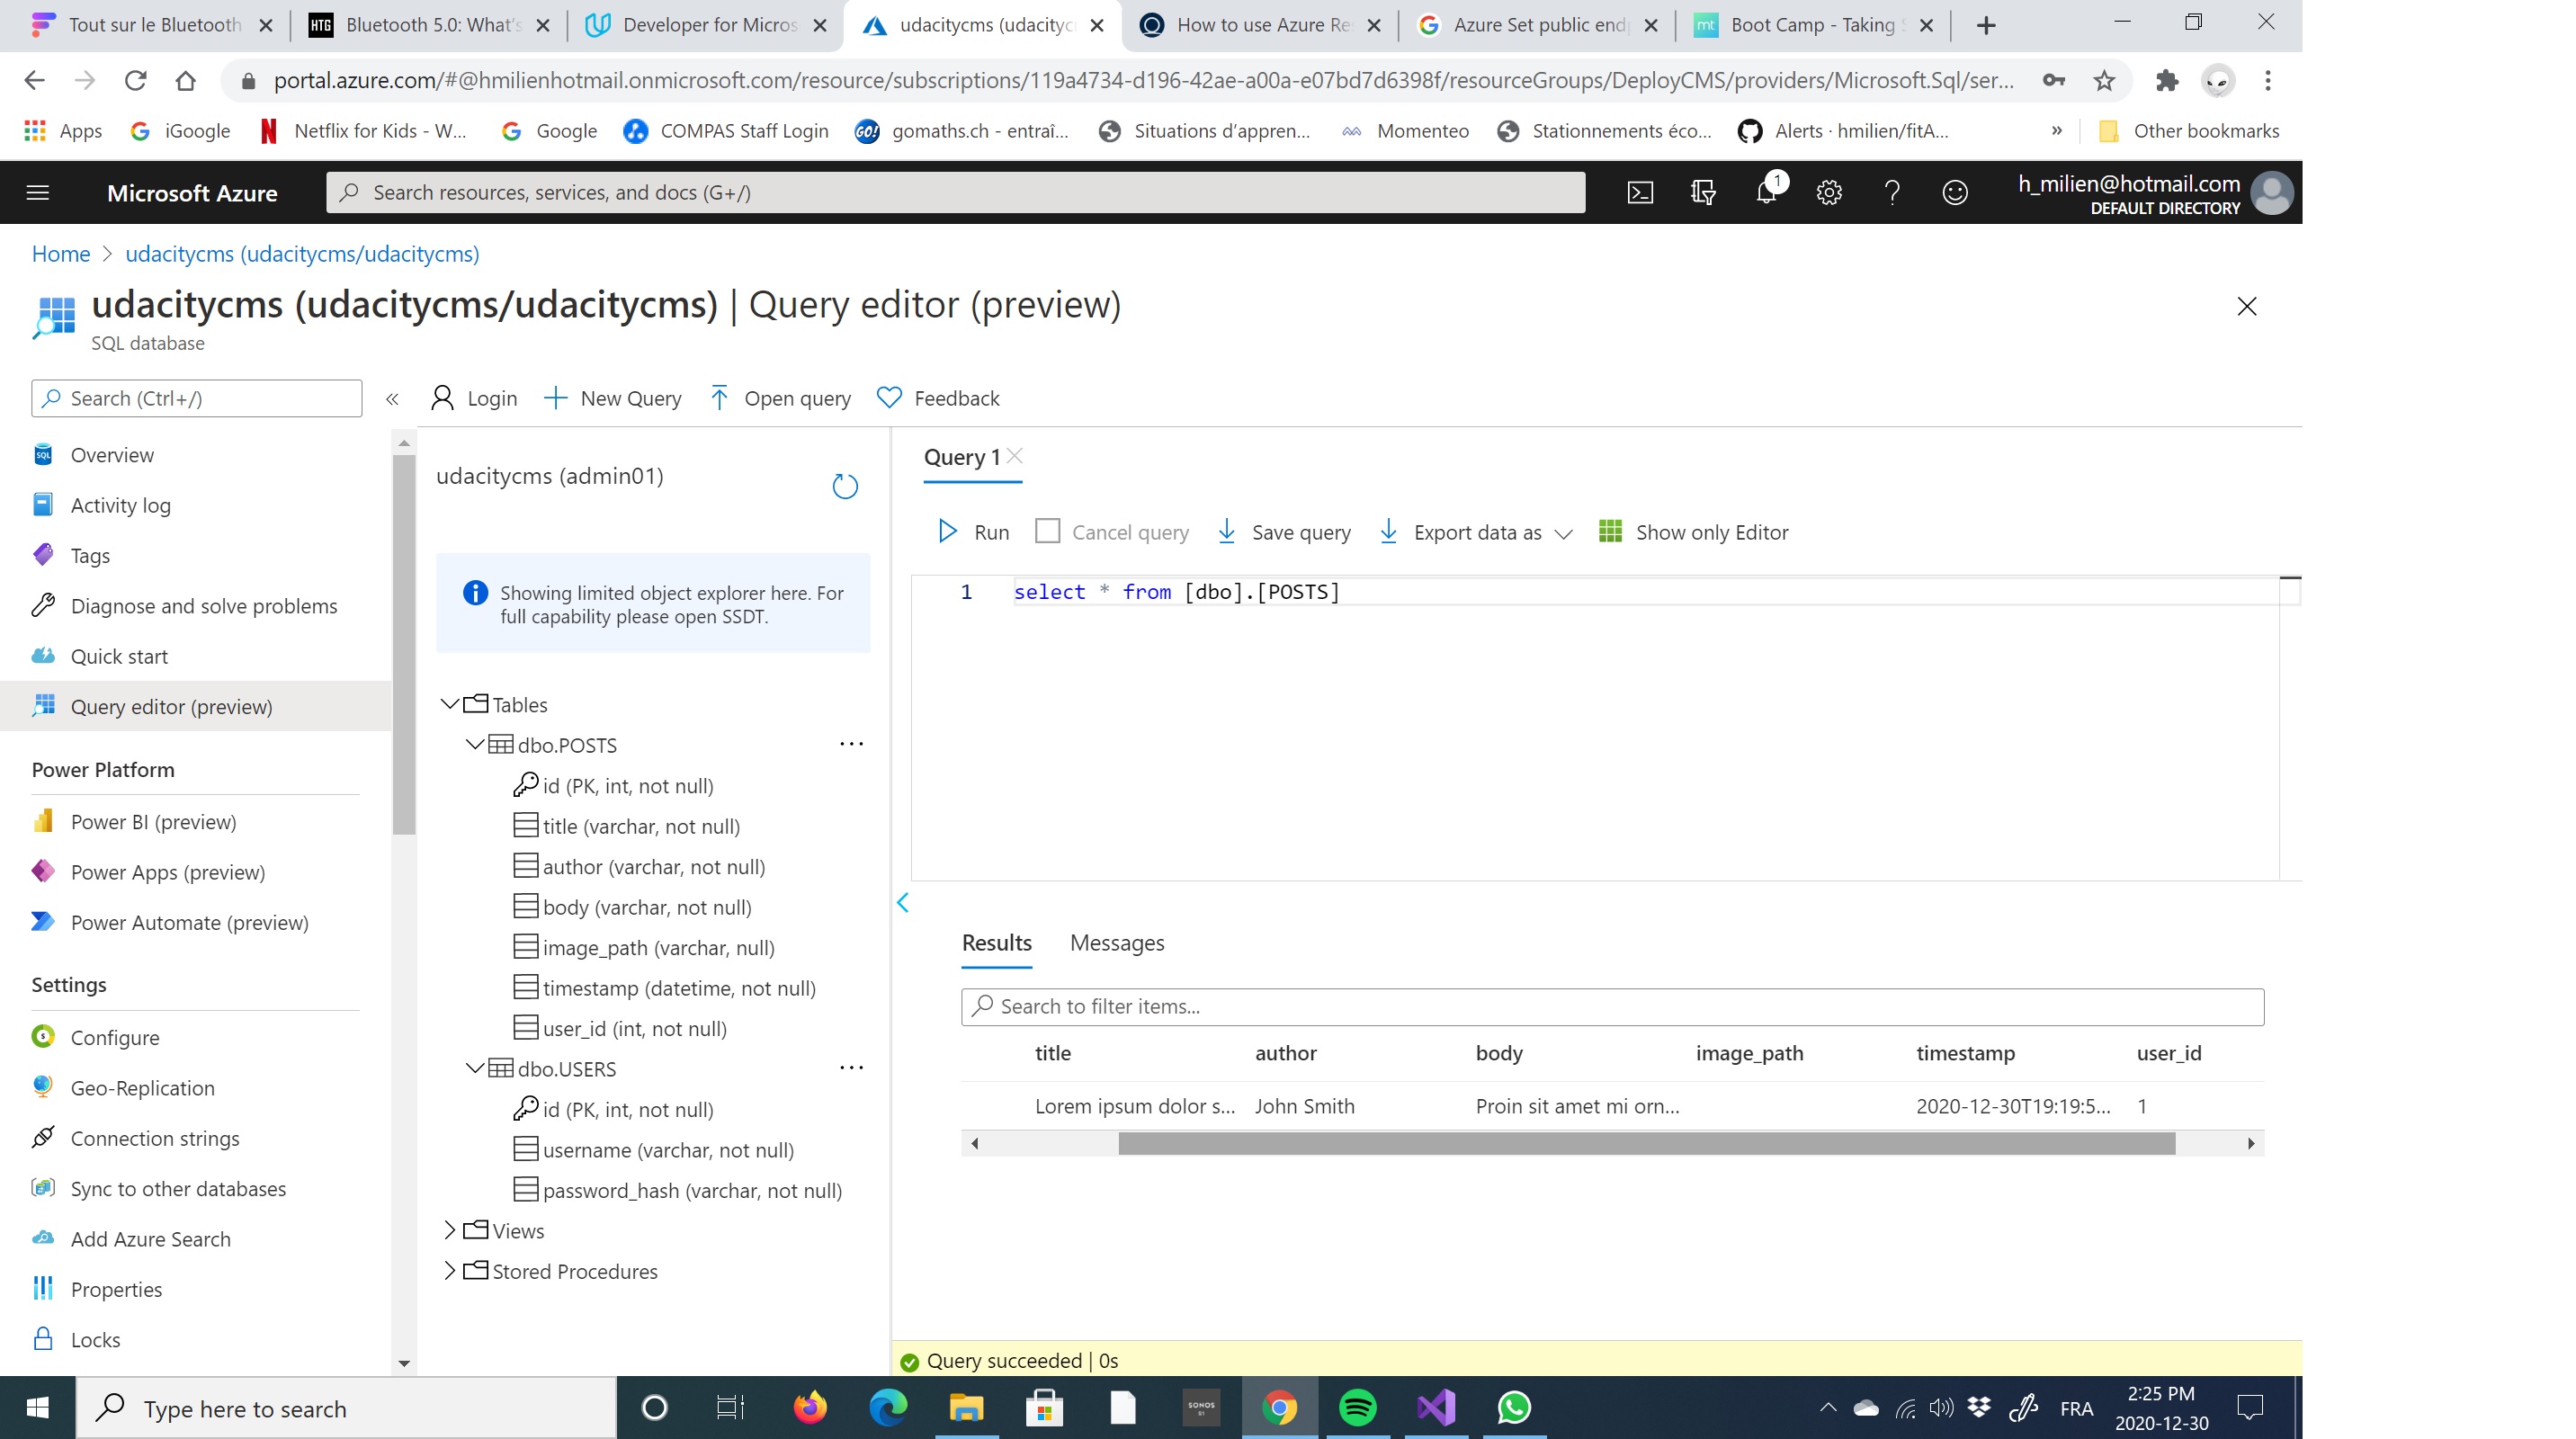 Tout sur le Bluetooth
HTG Bluetooth 5.0: What's
Developer for Micros
udacitycms (udacityc
How to use Azure Re
Azure Set public end
mt Boot Camp - Taking S
portal.azure.com/#@hmilienhotmail.onmicrosoft.com/resource/subscriptions/119a4734-d196-42ae-a00a-e07bd7d6398f/resourceGroups/DeployCMS/providers/Microsoft.Sql/ser...
Apps iGoogle Netflix for Kids - W... Google COMPAS Staff Login GO! gomaths.ch - entraî... Situations d'appren... Momenteo Stationnements éco... Alerts · hmilien/fitA... » Other bookmarks
Microsoft Azure
Search resources, services, and docs (G+/)
1
h_milien@hotmail.com
DEFAULT DIRECTORY
Home > udacitycms (udacitycms/udacitycms)
udacitycms (udacitycms/udacitycms) | Query editor (preview)
SQL database
Search (Ctrl+/)
«
Login New Query Open query Feedback
Overview
Activity log
Tags
Diagnose and solve problems
Quick start
Query editor (preview)
Power Platform
Power BI (preview)
Power Apps (preview)
Power Automate (preview)
Settings
Configure
Geo-Replication
Connection strings
Sync to other databases
Add Azure Search
Properties
Locks
udacitycms (admin01)
Showing limited object explorer here. For
full capability please open SSDT.
Tables
dbo.POSTS ...
id (PK, int, not null)
title (varchar, not null)
author (varchar, not null)
body (varchar, not null)
image_path (varchar, null)
timestamp (datetime, not null)
user_id (int, not null)
dbo.USERS ...
id (PK, int, not null)
username (varchar, not null)
password_hash (varchar, not null)
Views
Stored Procedures
Query 1
Run Cancel query Save query Export data as Show only Editor
1 select * from [dbo].[POSTS]
Results Messages
Search to filter items...
title author body image_path timestamp user_id
Lorem ipsum dolor s... John Smith Proin sit amet mi orn... 2020-12-30T19:19:5... 1
Query succeeded | 0s
Type here to search
SONOS
S1
FRA
2:25 PM
2020-12-30